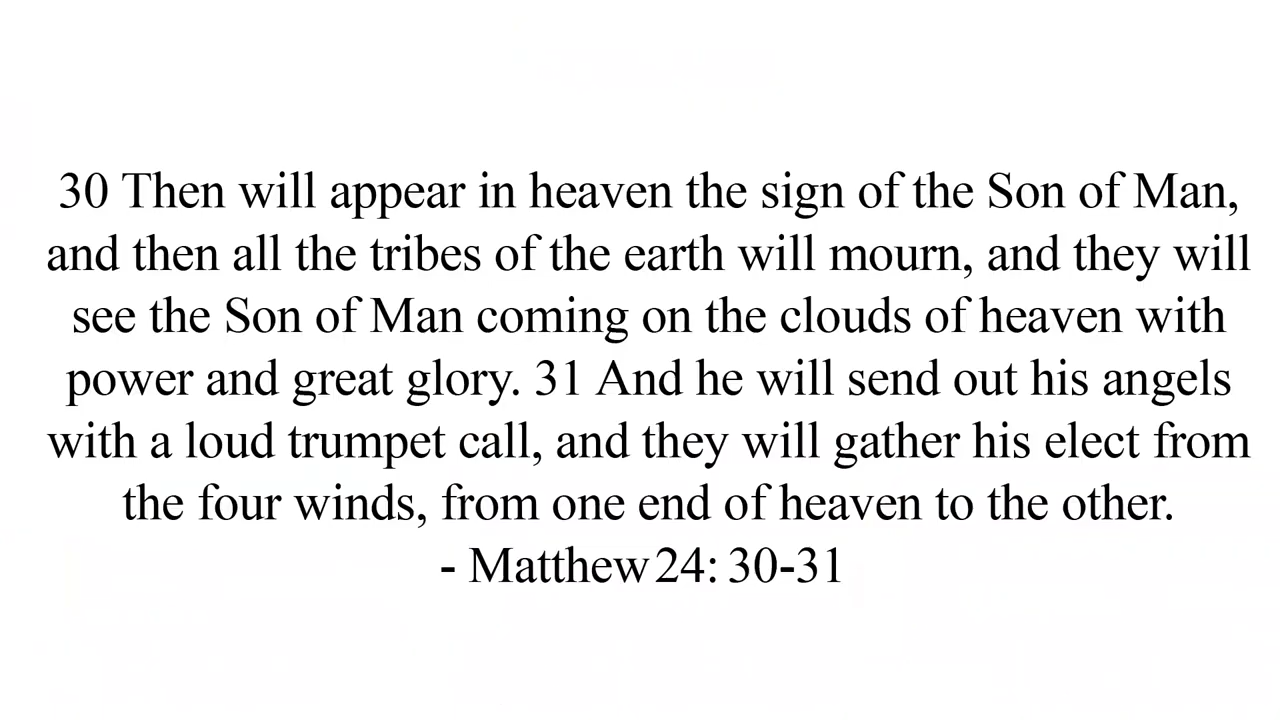 30 Then will appear in heaven the sign of the Son of Man,
and then all the tribes of the earth will mourn, and they will
see the Son of Man coming on the clouds of heaven with
power and great glory. 31 And he will send out his angels
with a loud trumpet call, and they will gather his elect from
the four winds, from one end of heaven to the other.
- Matthew 24: 30-31